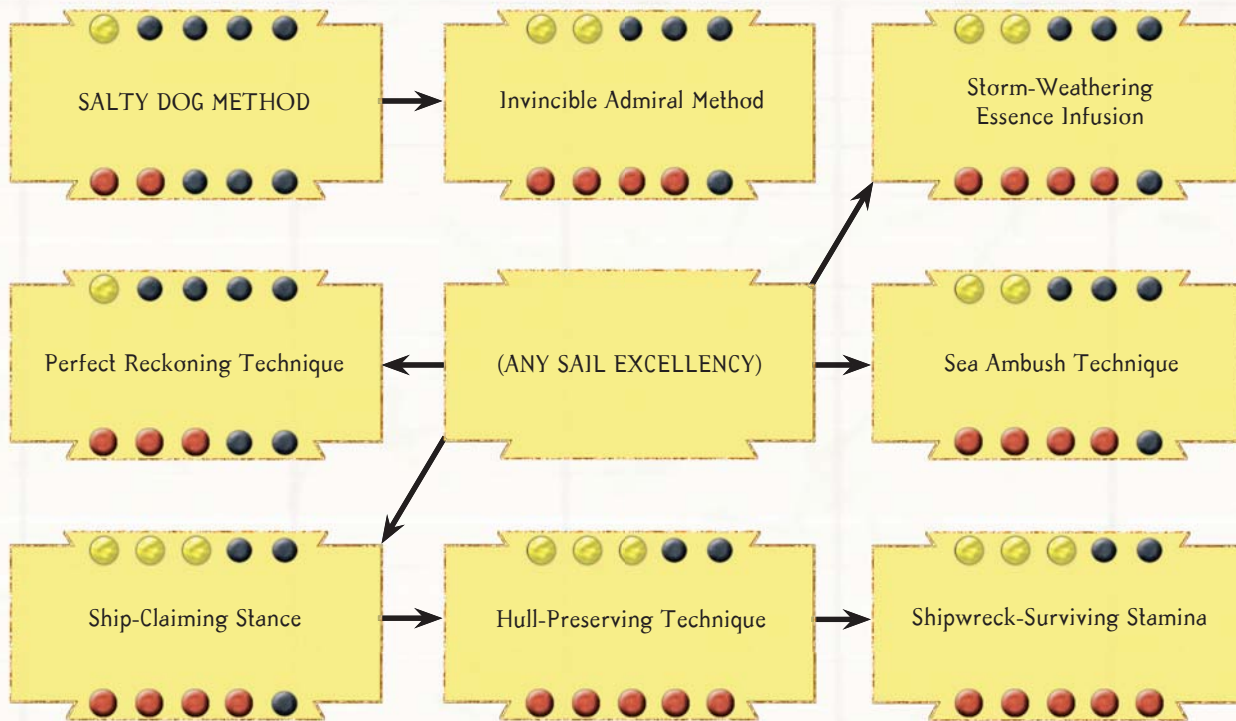 SALTY DOG METHOD
Invincible Admiral Method
Storm-Weathering
Essence Infusion
Perfect Reckoning Technique
(ANY SAIL EXCELLENCY)
Sea Ambush Technique
Ship-Claiming Stance
Hull-Preserving Technique
Shipwreck-Surviving Stamina